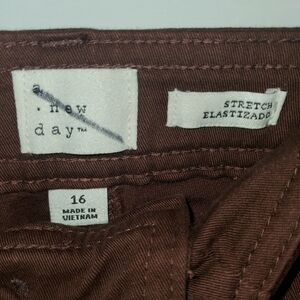 a
. new
day™
STRETCH
ELASTIZADO
16
MADE IN
VIETNAM